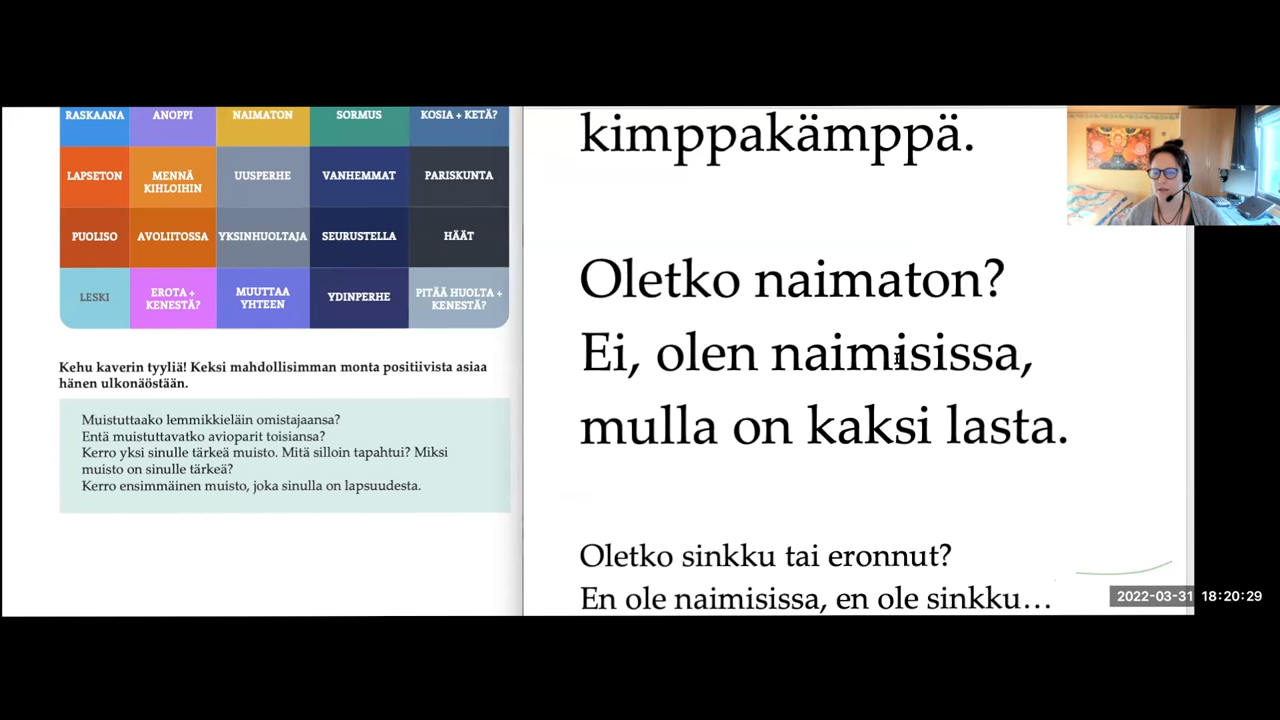 RASKAANA ANOPPI NAIMATON SORMUS KOSIA + KETÄ?
LAPSETON MENNÄ KIHLOIHIN UUSPERHE VANHEMMAT PARISKUNTA
PUOLISO AVOLIITOSSA YKSINHUOLTAJA SEURUSTELLA HÄÄT
LESKI EROTA + KENESTÄ? MUUTTAA YHTEEN YDINPERHE PITÄÄ HUOLTA + KENESTÄ?
Kehu kaverin tyyliä! Keksi mahdollisimman monta positiivista asiaa
hänen ulkonäöstään.
Muistuttaako lemmikkieläin omistajaansa?
Entä muistuttavatko avioparit toisiansa?
Kerro yksi sinulle tärkeä muisto. Mitä silloin tapahtui? Miksi
muisto on sinulle tärkeä?
Kerro ensimmäinen muisto, joka sinulla on lapsuudesta.
kimppakämppä.
Oletko naimaton?
Ei, olen naimisissa,
mulla on kaksi lasta.
Oletko sinkku tai eronnut?
En ole naimisissa, en ole sinkku…
2022-03-31 18:20:29